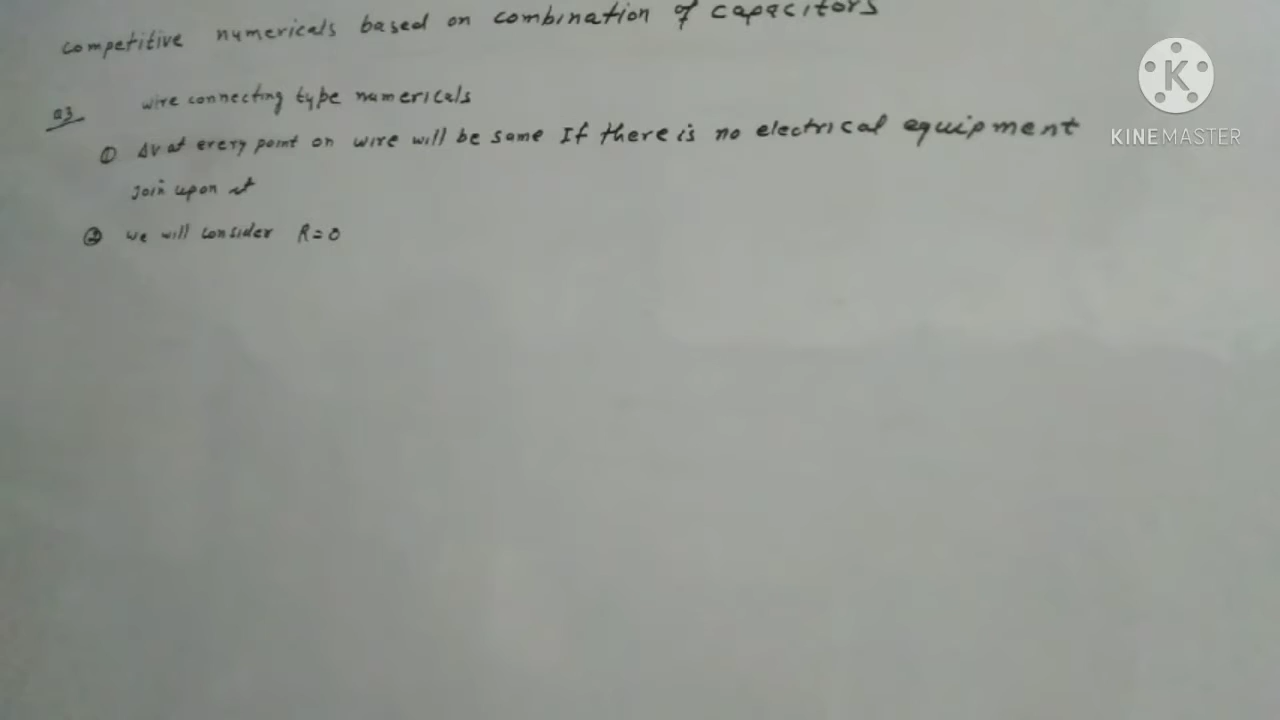 competitive numericals based on combination of capacitors
Q3 wire connecting type numericals
① ΔV at every point on wire will be same If there is no electrical equipment
Join upon it
② we will consider R=0
K
KINEMASTER